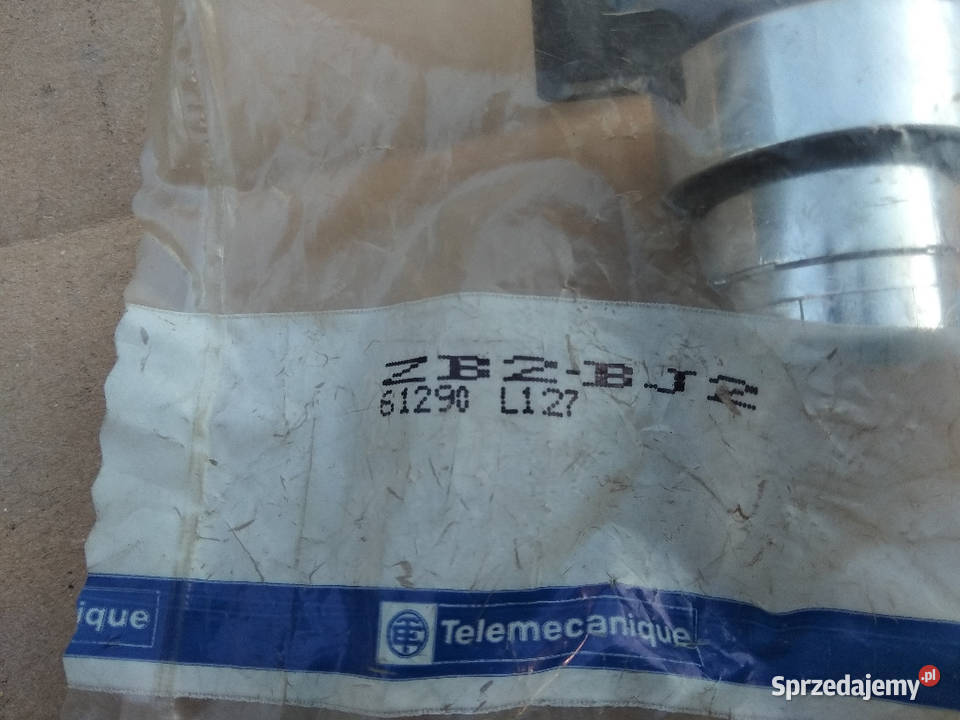 ZB2-BJ2
61290 L127
ique
Telemecanique
Sprzedajemy.pl